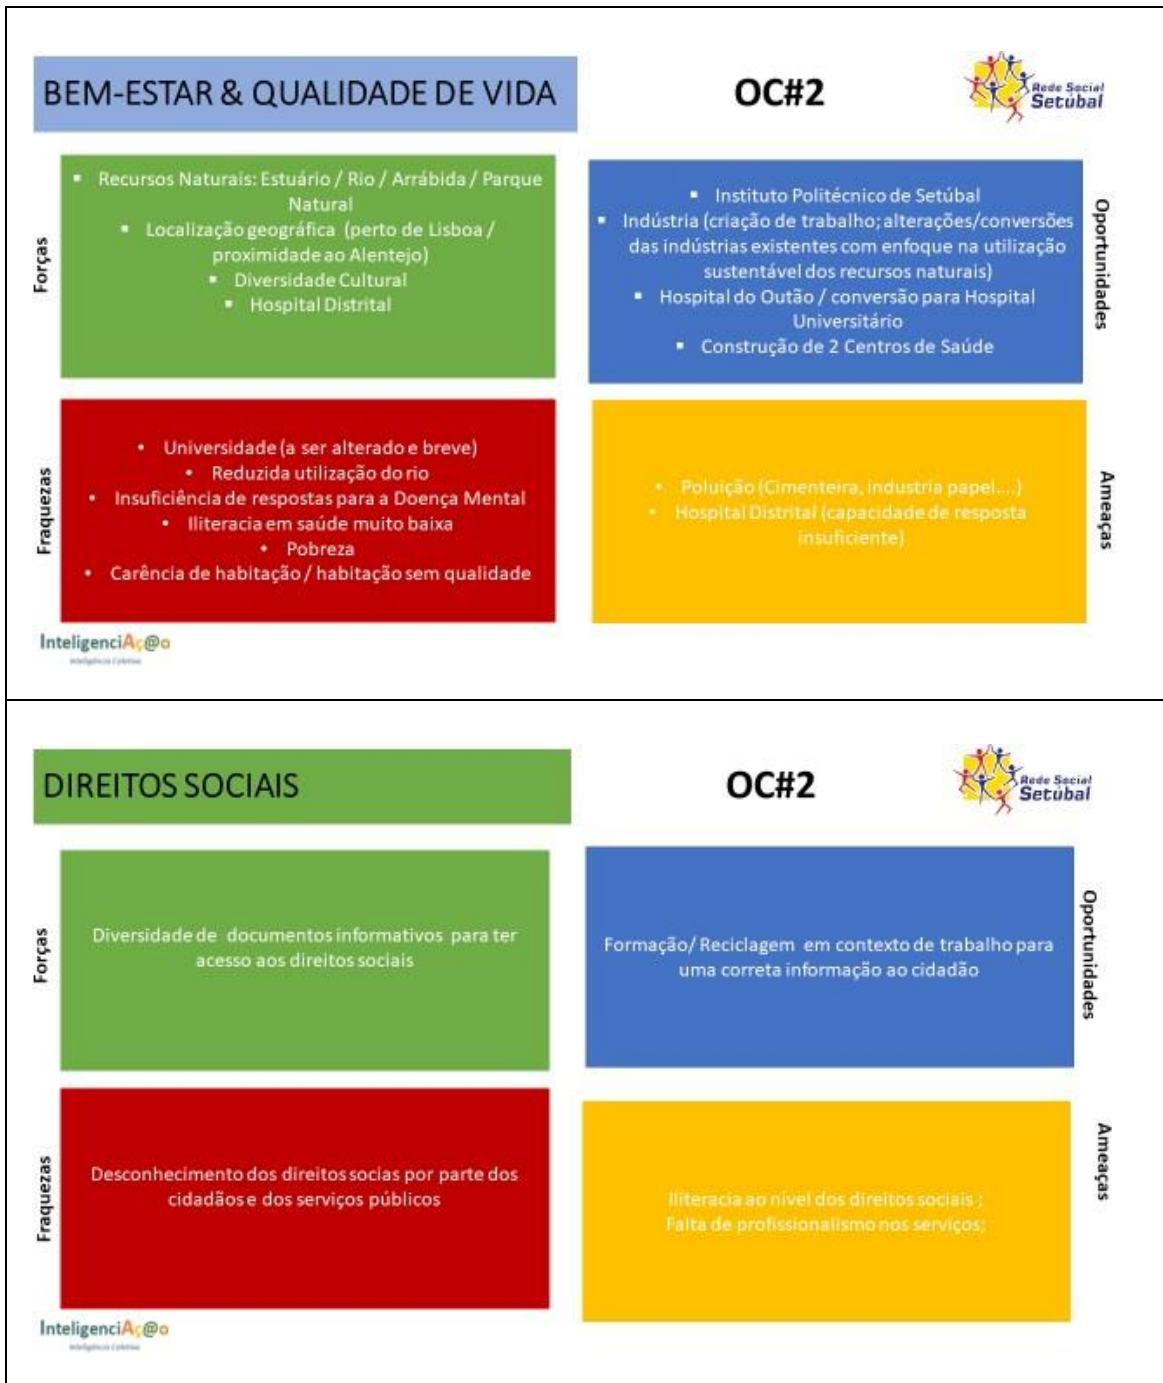 BEM-ESTAR & QUALIDADE DE VIDA
OC#2
Rede Social
Setúbal
Forças
▪ Recursos Naturais: Estuário / Rio / Arrábida / Parque
Natural
▪ Localização geográfica (perto de Lisboa /
proximidade ao Alentejo)
▪ Diversidade Cultural
▪ Hospital Distrital
▪ Instituto Politécnico de Setúbal
▪ Indústria (criação de trabalho; alterações/conversões
das indústrias existentes com enfoque na utilização
sustentável dos recursos naturais)
▪ Hospital do Outão / conversão para Hospital
Universitário
▪ Construção de 2 Centros de Saúde
Oportunidades
Fraquezas
• Universidade (a ser alterado e breve)
• Reduzida utilização do rio
• Insuficiência de respostas para a Doença Mental
• Iliteracia em saúde muito baixa
• Pobreza
• Carência de habitação / habitação sem qualidade
• Poluição (Cimenteira, industria papel....)
• Hospital Distrital (capacidade de resposta
insuficiente)
Ameaças
InteligenciAç@o
Inteligência Coletiva
DIREITOS SOCIAIS
OC#2
Rede Social
Setúbal
Forças
Diversidade de documentos informativos para ter
acesso aos direitos sociais
Formação/ Reciclagem em contexto de trabalho para
uma correta informação ao cidadão
Oportunidades
Fraquezas
Desconhecimento dos direitos socias por parte dos
cidadãos e dos serviços públicos
Iliteracia ao nível dos direitos sociais ;
Falta de profissionalismo nos serviços;
Ameaças
InteligenciAç@o
Inteligência Coletiva